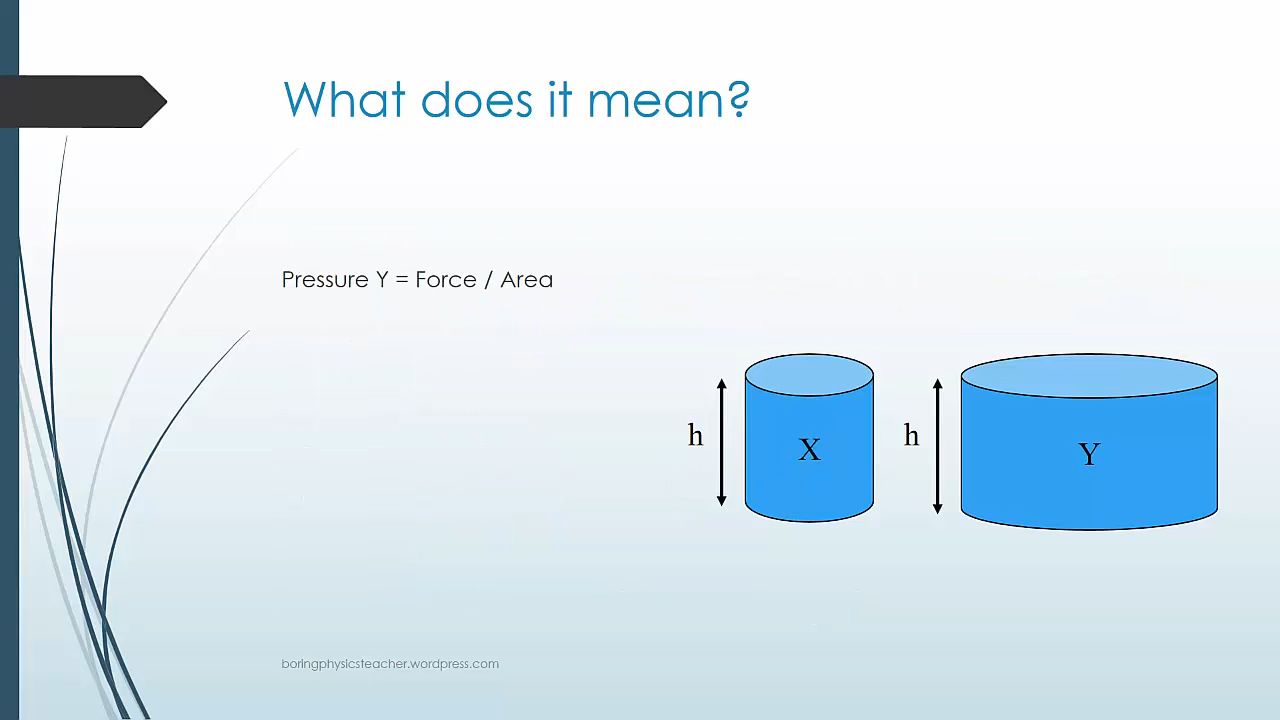 What does it mean?
Pressure Y = Force / Area
h
X
h
Y
boringphysicsteacher.wordpress.com